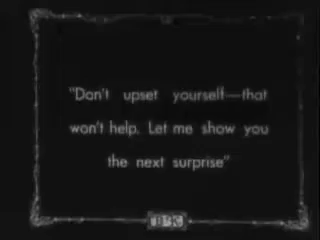 "Don't upset yourself—that
won't help. Let me show you
the next surprise"